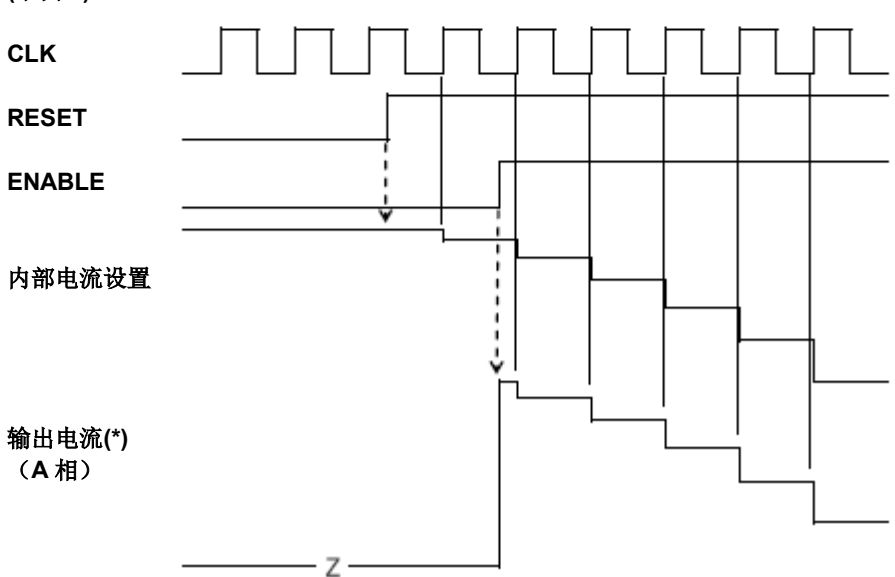 CLK
RESET
ENABLE
内部电流设置
输出电流(*)
（A 相）
Z